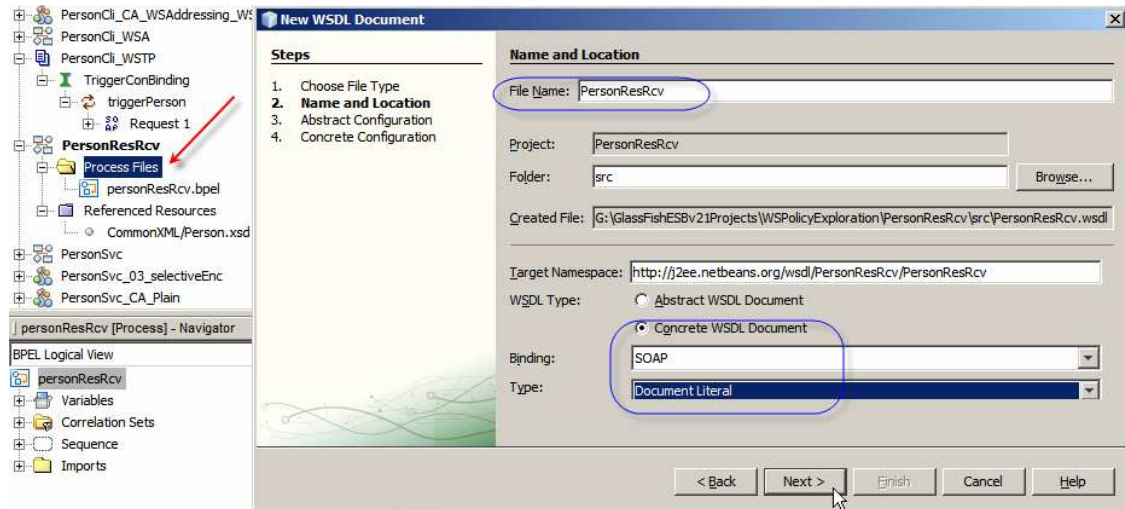 PersonCli_CA_WSAddressing_WS
PersonCli_WSA
PersonCli_WSTP
TriggerConBinding
triggerPerson
Request 1
PersonResRcv
Process Files
personResRcv.bpel
Referenced Resources
CommonXML/Person.xsd
PersonSvc
PersonSvc_03_selectiveEnc
PersonSvc_CA_Plain
personResRcv [Process] - Navigator
BPEL Logical View
personResRcv
Variables
Correlation Sets
Sequence
Imports
New WSDL Document
Steps
1. Choose File Type
2. Name and Location
3. Abstract Configuration
4. Concrete Configuration
Name and Location
File Name: PersonResRcv
Project: PersonResRcv
Folder: src Browse...
Created File: G:\GlassFishESBv21Projects\WSPolicyExploration\PersonResRcv\src\PersonResRcv.wsdl
Target Namespace: http://j2ee.netbeans.org/wsdl/PersonResRcv/PersonResRcv
WSDL Type: Abstract WSDL Document
Concrete WSDL Document
Binding: SOAP
Type: Document Literal
< Back Next > Finish Cancel Help